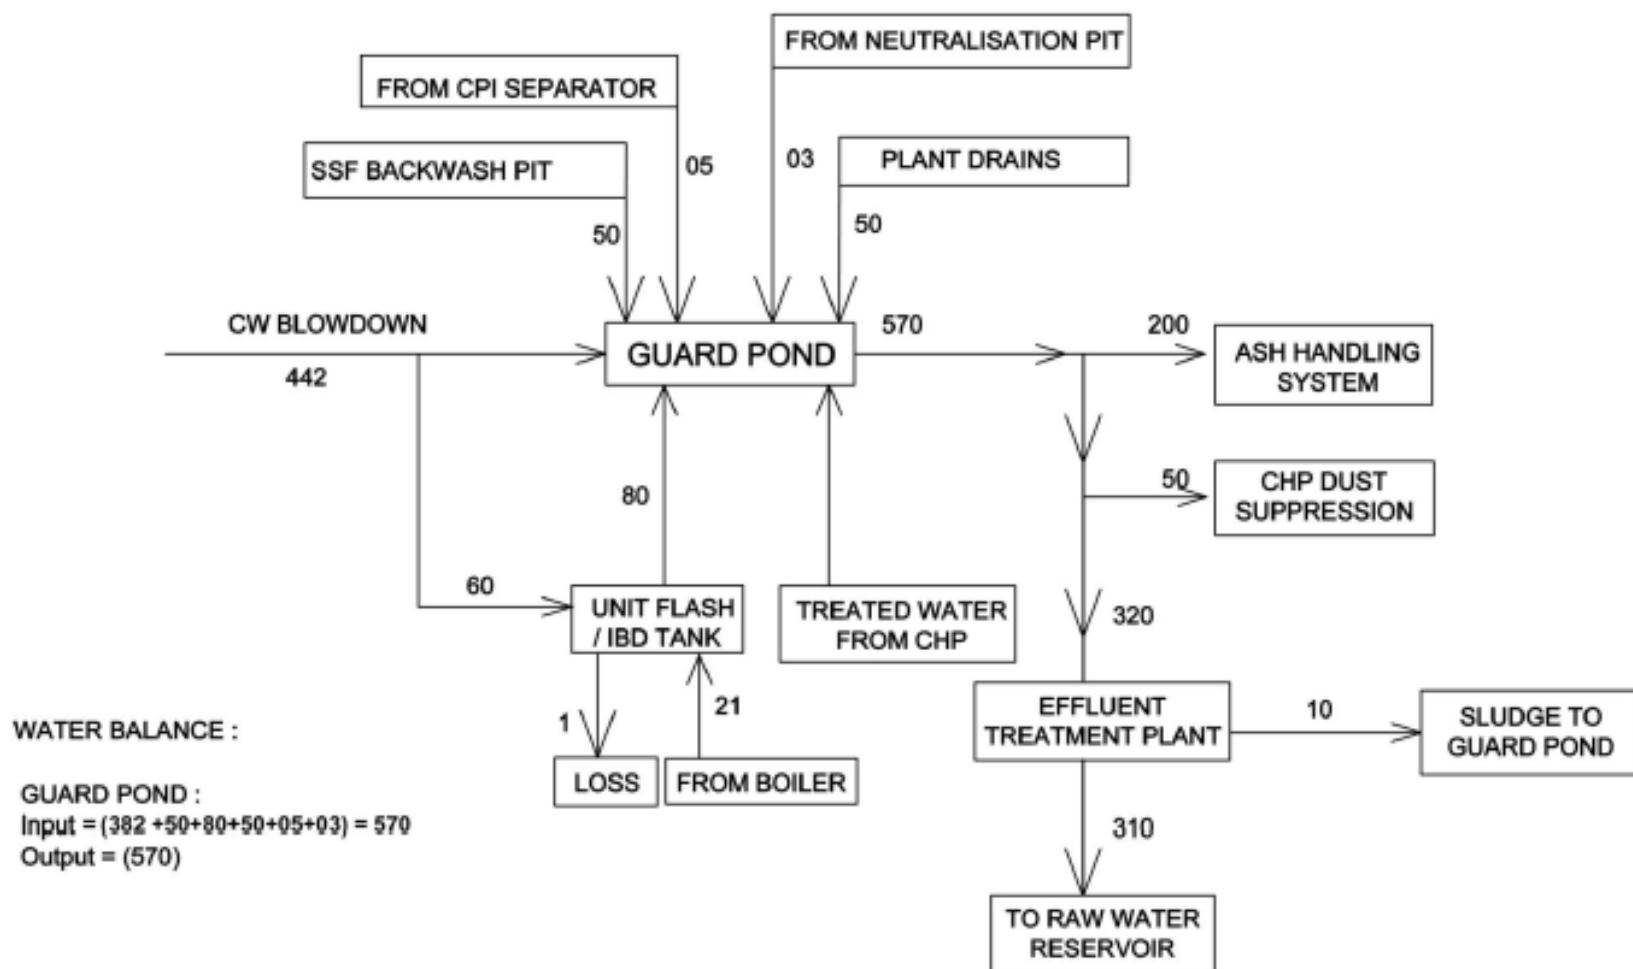 FROM NEUTRALISATION PIT
FROM CPI SEPARATOR
SSF BACKWASH PIT
05
03
PLANT DRAINS
50
50
CW BLOWDOWN
442
GUARD POND
570
200
ASH HANDLING
SYSTEM
80
50
CHP DUST
SUPPRESSION
60
UNIT FLASH
/ IBD TANK
TREATED WATER
FROM CHP
320
1
21
LOSS
FROM BOILER
EFFLUENT
TREATMENT PLANT
10
SLUDGE TO
GUARD POND
310
TO RAW WATER
RESERVOIR
WATER BALANCE :
GUARD POND :
Input = (382 +50+80+50+05+03) = 570
Output = (570)